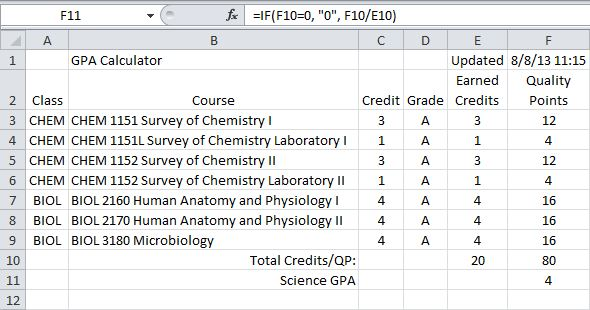 F11 fx =IF(F10=0, "0", F10/E10)
A B C D E F
1 GPA Calculator Updated 8/8/13 11:15
Earned Quality
2 Class Course Credit Grade Credits Points
3 CHEM CHEM 1151 Survey of Chemistry I 3 A 3 12
4 CHEM CHEM 1151L Survey of Chemistry Laboratory I 1 A 1 4
5 CHEM CHEM 1152 Survey of Chemistry II 3 A 3 12
6 CHEM CHEM 1152 Survey of Chemistry Laboratory II 1 A 1 4
7 BIOL BIOL 2160 Human Anatomy and Physiology I 4 A 4 16
8 BIOL BIOL 2170 Human Anatomy and Physiology II 4 A 4 16
9 BIOL BIOL 3180 Microbiology 4 A 4 16
10 Total Credits/QP: 20 80
11 Science GPA 4
12